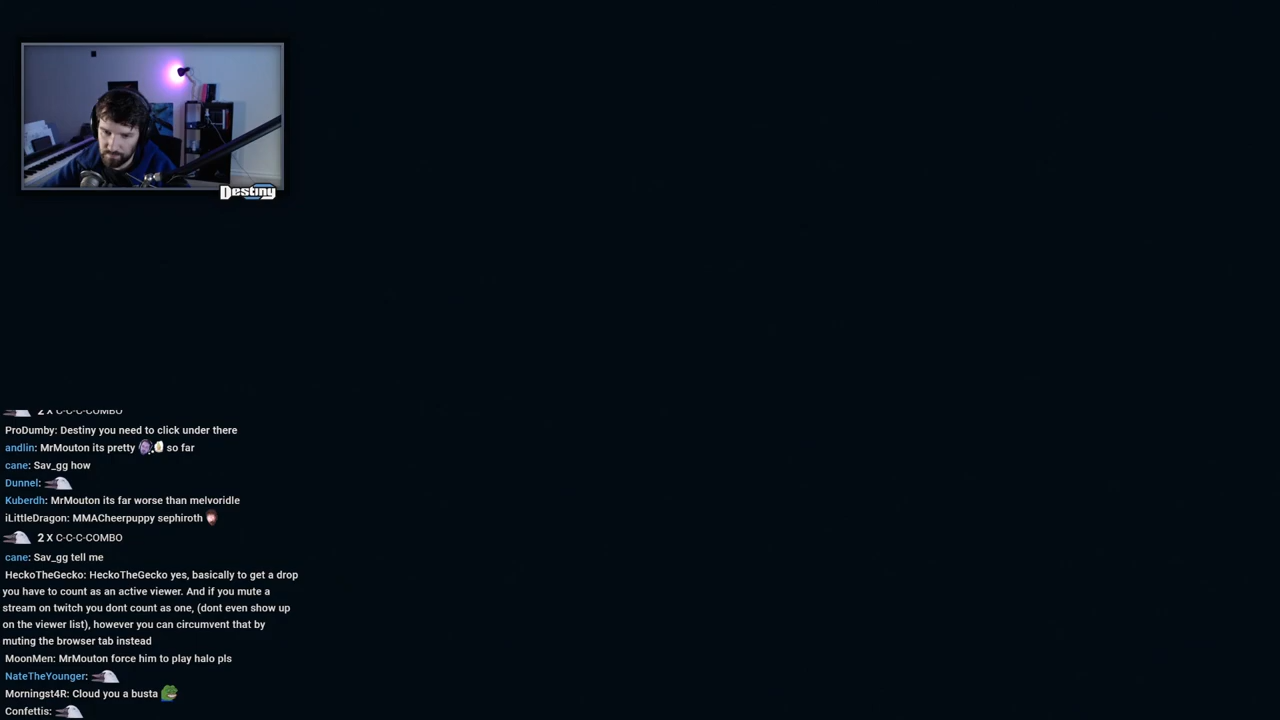 Destiny
2 X C-C-C-COMBO
ProDumby: Destiny you need to click under there
andlin: MrMouton its pretty so far
cane: Sav_gg how
Dunnel:
Kuberdh: MrMouton its far worse than melvoridle
iLittleDragon: MMACheerpuppy sephiroth
2 X C-C-C-COMBO
cane: Sav_gg tell me
HeckoTheGecko: HeckoTheGecko yes, basically to get a drop
you have to count as an active viewer. And if you mute a
stream on twitch you dont count as one, (dont even show up
on the viewer list), however you can circumvent that by
muting the browser tab instead
MoonMen: MrMouton force him to play halo pls
NateTheYounger:
Morningst4R: Cloud you a busta
Confettis: